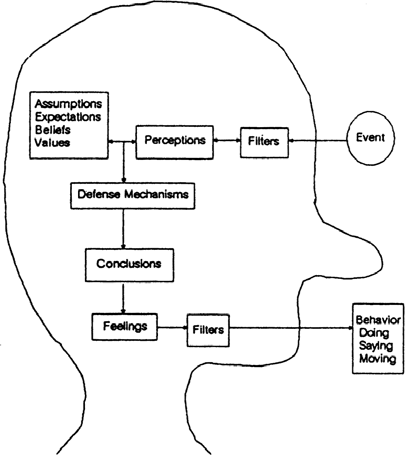 Assumptions
Expectations
Beliefs
Values
Perceptions
Filters
Event
Defense Mechanisms
Conclusions
Feelings
Filters
Behavior
Doing
Saying
Moving